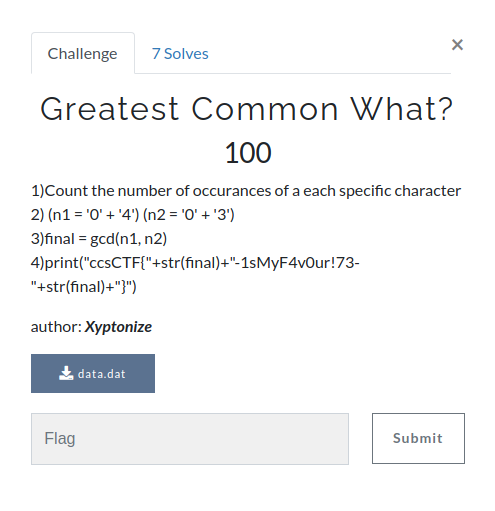 Challenge
7 Solves
×
Greatest Common What?
100
1)Count the number of occurances of a each specific character
2) (n1 = '0' + '4') (n2 = '0' + '3')
3)final = gcd(n1, n2)
4)print("ccsCTF{"+str(final)+"-1sMyF4v0ur!73-
"+str(final)+"}")
author: Xyptonize
data.dat
Flag
Submit